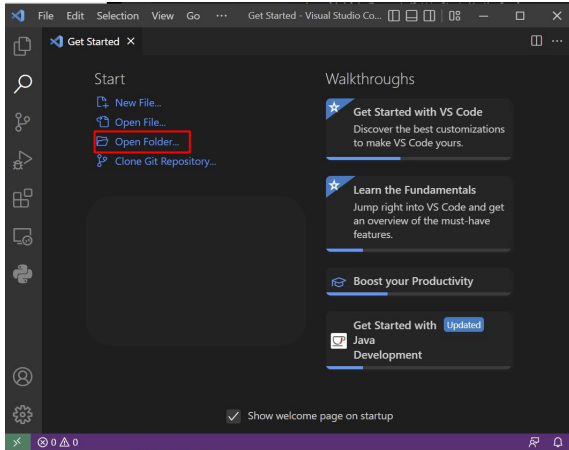 File Edit Selection View Go ··· Get Started - Visual Studio Co...
Get Started
Start
New File...
Open File...
Open Folder...
Clone Git Repository...
Walkthroughs
Get Started with VS Code
Discover the best customizations
to make VS Code yours.
Learn the Fundamentals
Jump right into VS Code and get
an overview of the must-have
features.
Boost your Productivity
Get Started with Updated
Java
Development
Show welcome page on startup
0 0